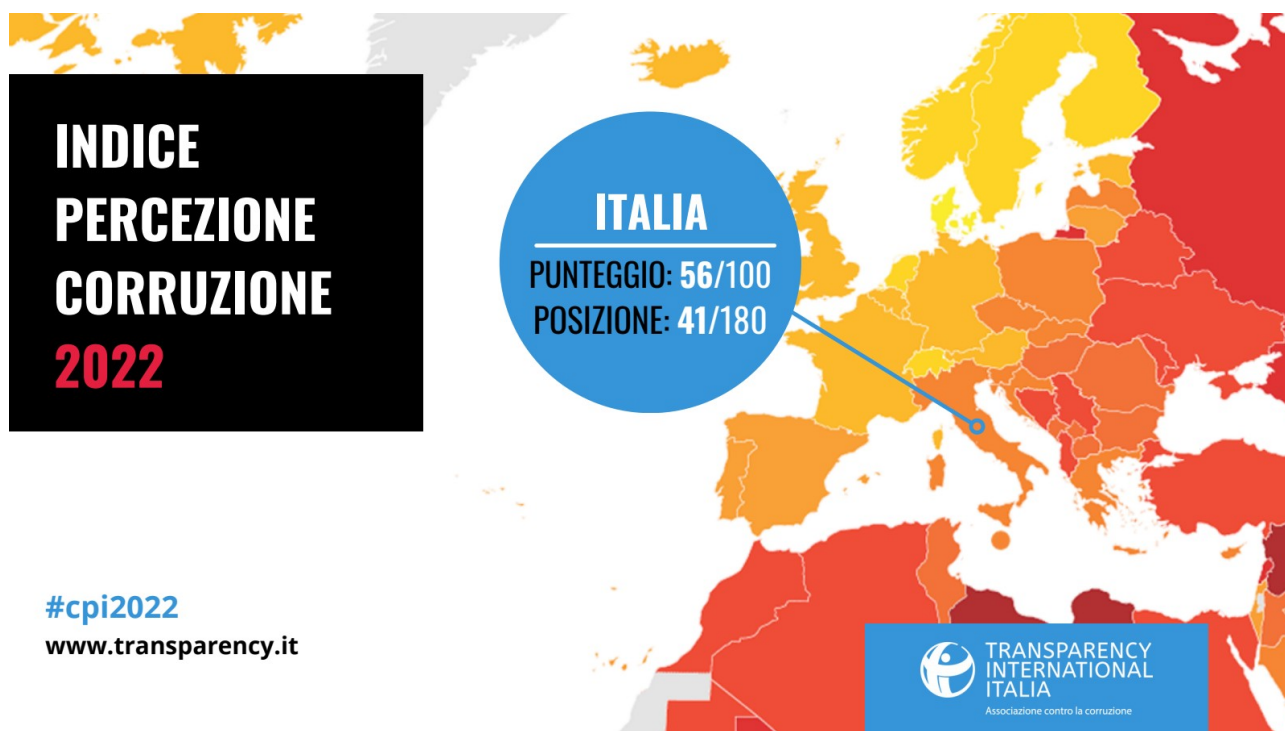 INDICE
PERCEZIONE
CORRUZIONE
2022
ITALIA
PUNTEGGIO: 56/100
POSIZIONE: 41/180
#cpi2022
www.transparency.it
TRANSPARENCY
INTERNATIONAL
ITALIA
Associazione contro la corruzione